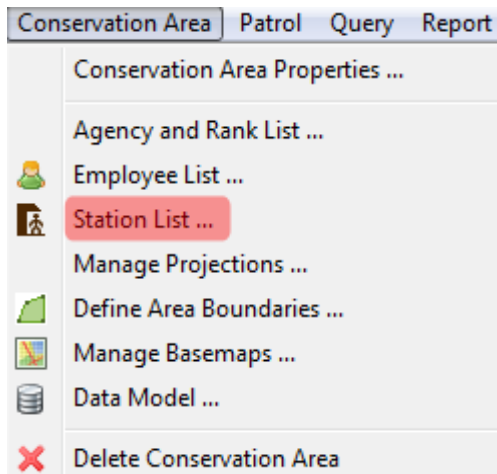 Conservation Area Patrol Query Report
Conservation Area Properties ...
Agency and Rank List ...
Employee List ...
Station List ...
Manage Projections ...
Define Area Boundaries ...
Manage Basemaps ...
Data Model ...
Delete Conservation Area